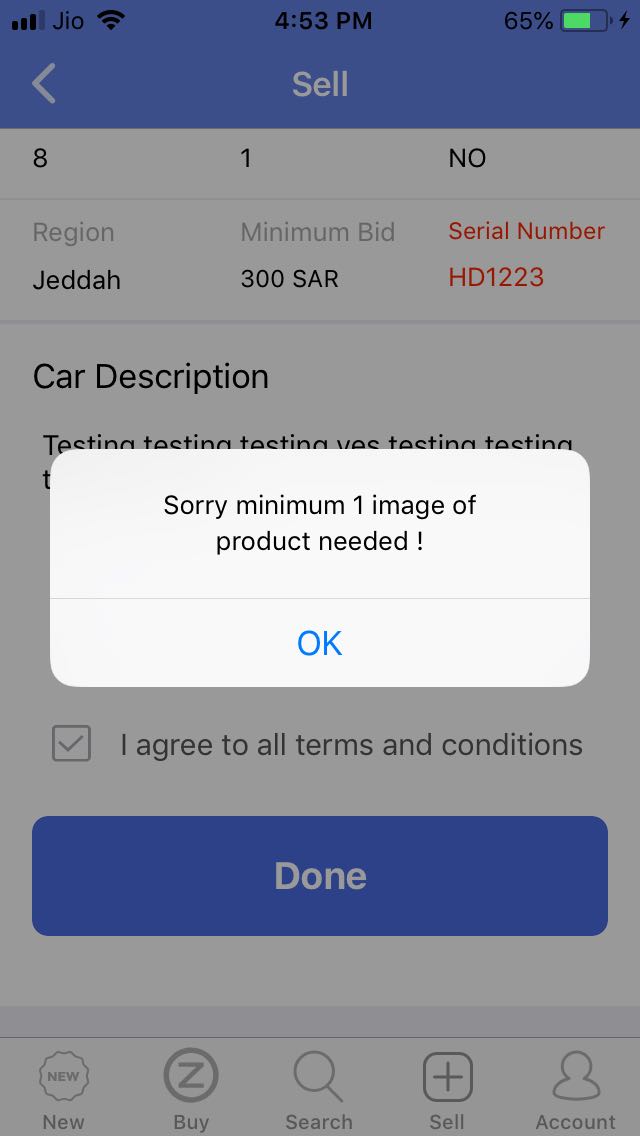 Jio 4:53 PM 65%
Sell
8 1 NO
Region Minimum Bid Serial Number
Jeddah 300 SAR HD1223
Car Description
Testing testing testing yes testing testing
Sorry minimum 1 image of
product needed !
OK
I agree to all terms and conditions
Done
NEW Z
New Buy Search Sell Account